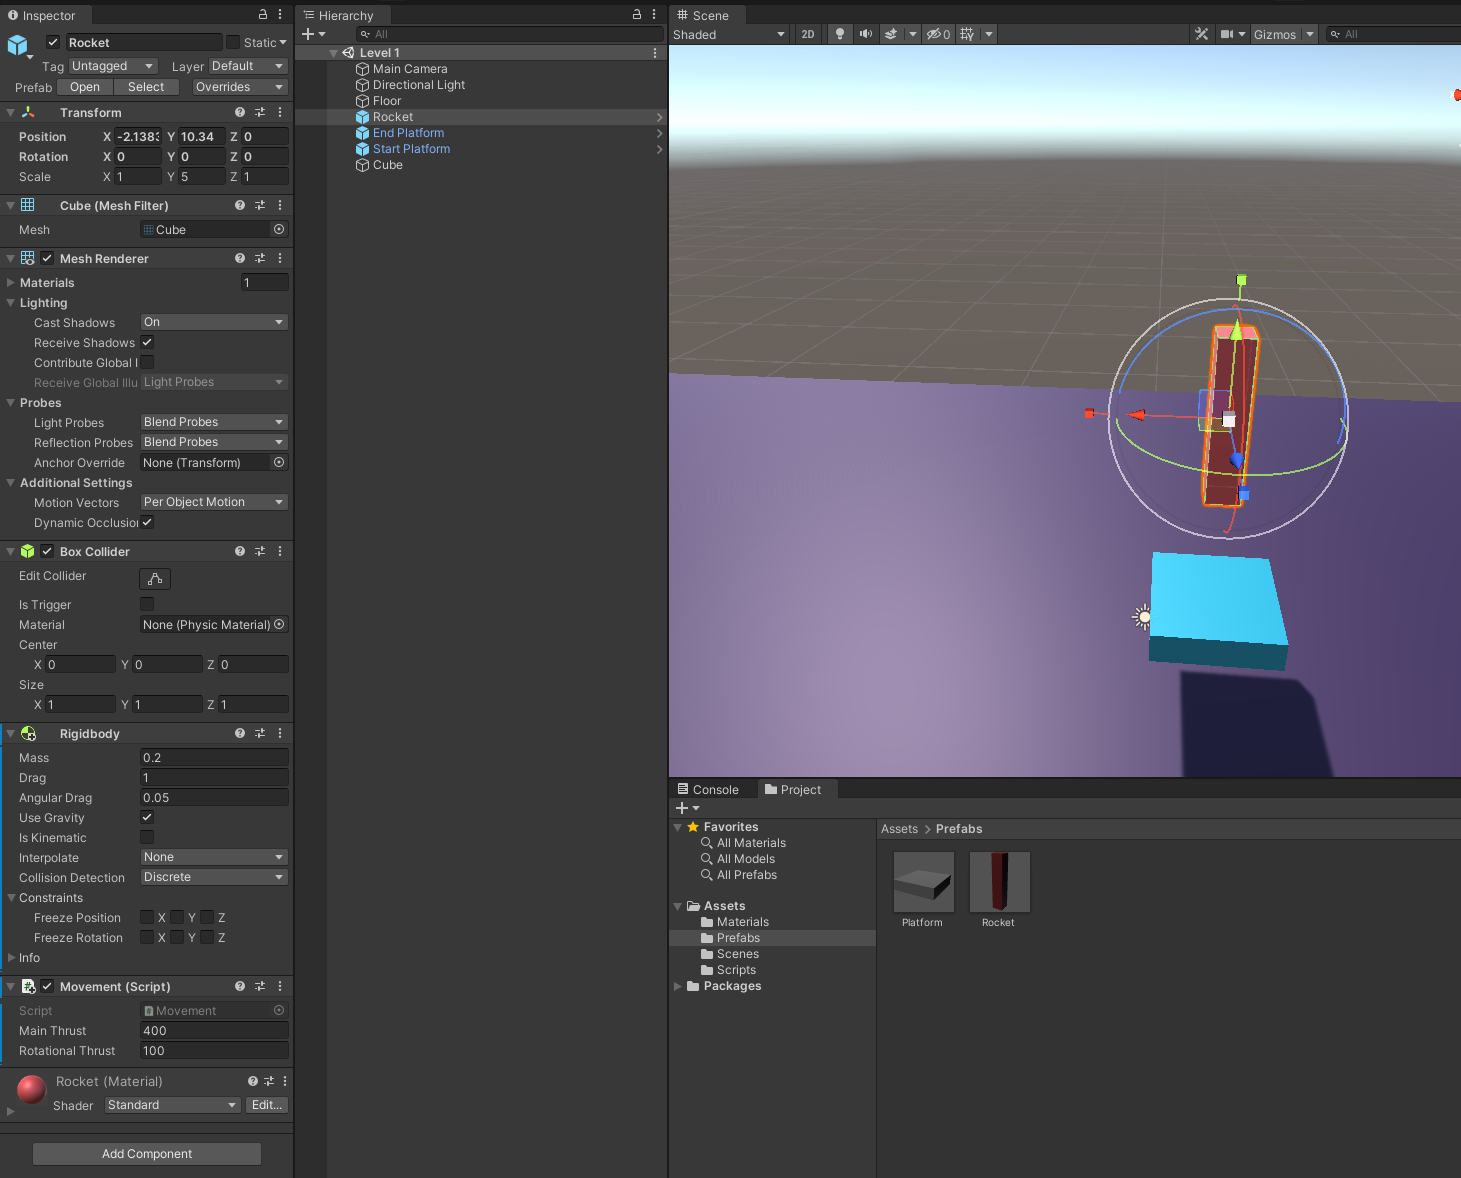 Inspector
Rocket Static
Tag Untagged Layer Default
Prefab Open Select Overrides
Transform
Position X -2.1383 Y 10.34 Z 0
Rotation X 0 Y 0 Z 0
Scale X 1 Y 5 Z 1
Cube (Mesh Filter)
Mesh Cube
Mesh Renderer
Materials 1
Lighting
Cast Shadows On
Receive Shadows
Contribute Global I
Receive Global Illu Light Probes
Probes
Light Probes Blend Probes
Reflection Probes Blend Probes
Anchor Override None (Transform)
Additional Settings
Motion Vectors Per Object Motion
Dynamic Occlusion
Box Collider
Edit Collider
Is Trigger
Material None (Physic Material)
Center
X 0 Y 0 Z 0
Size
X 1 Y 1 Z 1
Rigidbody
Mass 0.2
Drag 1
Angular Drag 0.05
Use Gravity
Is Kinematic
Interpolate None
Collision Detection Discrete
Constraints
Freeze Position X Y Z
Freeze Rotation X Y Z
Info
Movement (Script)
Script Movement
Main Thrust 400
Rotational Thrust 100
Rocket (Material)
Shader Standard Edit...
Add Component
Hierarchy
All
Level 1
Main Camera
Directional Light
Floor
Rocket
End Platform
Start Platform
Cube
Scene
Shaded 2D 0 Gizmos All
Console Project
Favorites
All Materials
All Models
All Prefabs
Assets
Materials
Prefabs
Scenes
Scripts
Packages
Assets > Prefabs
Platform Rocket